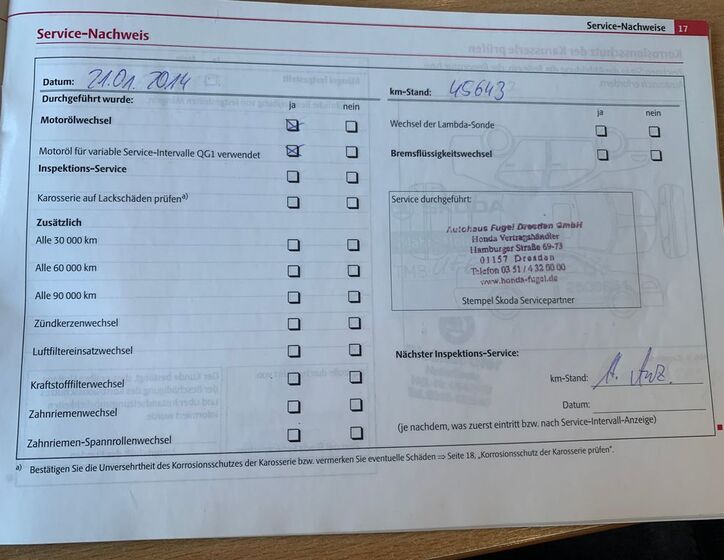 Service-Nachweise 17
Service-Nachweis
Datum: 21.01.2014
Durchgeführt wurde:
ja nein
Motorölwechsel
Motoröl für variable Service-Intervalle QG1 verwendet
Inspektions-Service
Karosserie auf Lackschäden prüfen a)
Zusätzlich
Alle 30 000 km
Alle 60 000 km
Alle 90 000 km
Zündkerzenwechsel
Luftfiltereinsatzwechsel
Kraftstofffilterwechsel
Zahnriemenwechsel
Zahnriemen-Spannrollenwechsel
km-Stand: 45643
ja nein
Wechsel der Lambda-Sonde
Bremsflüssigkeitswechsel
Service durchgeführt:
Autohaus Fugel Dresden GmbH
Honda Vertragshändler
Hamburger Straße 69-73
01157 Dresden
Telefon 03 51 / 4 32 00 00
www.honda-fugel.de
Stempel Škoda Servicepartner
Nächster Inspektions-Service:
km-Stand:
Datum:
(je nachdem, was zuerst eintritt bzw. nach Service-Intervall-Anzeige)
a) Bestätigen Sie die Unversehrtheit des Korrosionsschutzes der Karosserie bzw. vermerken Sie eventuelle Schäden ⇒ Seite 18, „Korrosionsschutz der Karosserie prüfen".